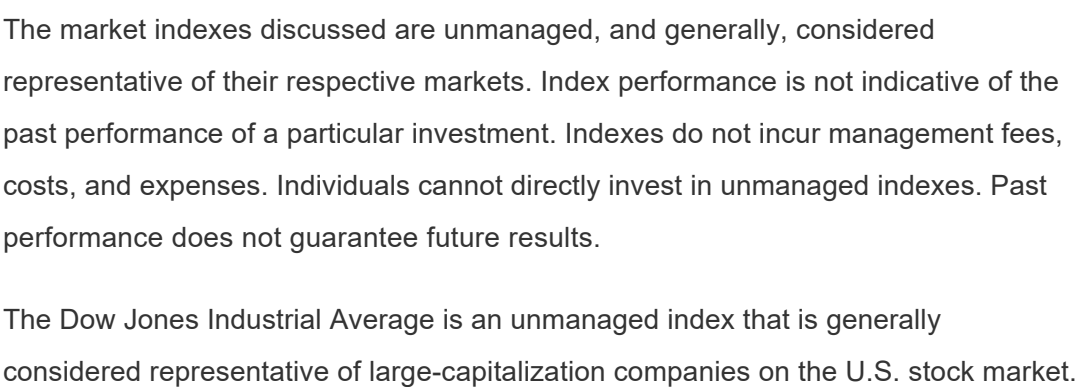 The market indexes discussed are unmanaged, and generally, considered
representative of their respective markets. Index performance is not indicative of the
past performance of a particular investment. Indexes do not incur management fees,
costs, and expenses. Individuals cannot directly invest in unmanaged indexes. Past
performance does not guarantee future results.
The Dow Jones Industrial Average is an unmanaged index that is generally
considered representative of large-capitalization companies on the U.S. stock market.